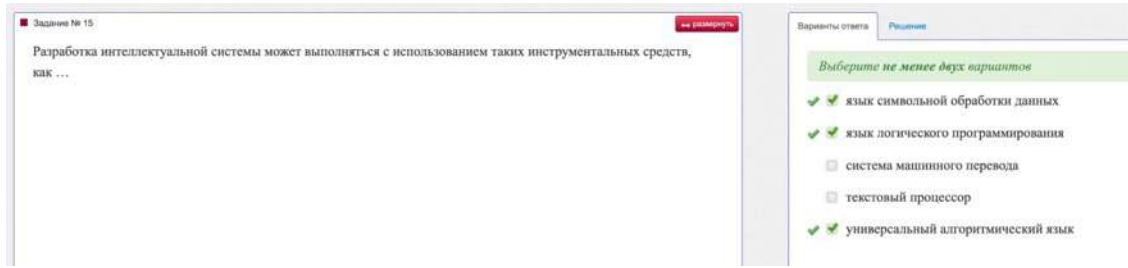 Задание № 15
развернуть
Разработка интеллектуальной системы может выполняться с использованием таких инструментальных средств,
как …
Варианты ответа
Решение
Выберите не менее двух вариантов
язык символьной обработки данных
язык логического программирования
система машинного перевода
текстовый процессор
универсальный алгоритмический язык